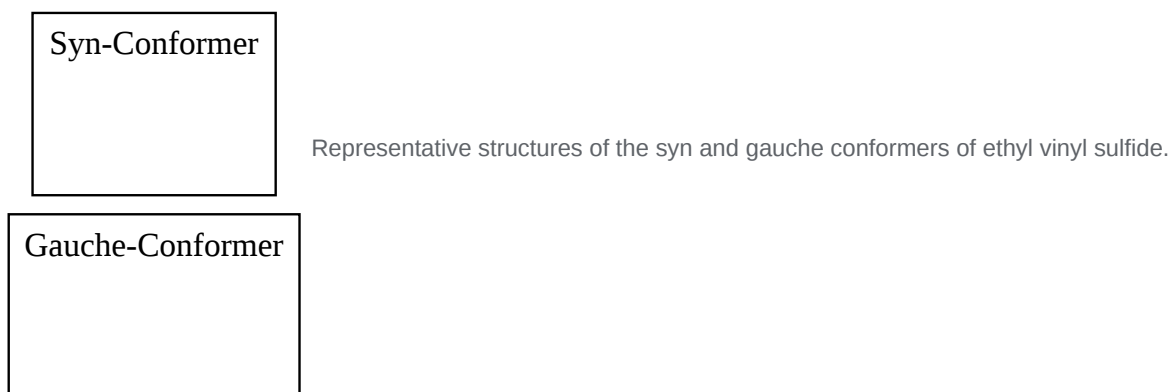 Syn-Conformer
Representative structures of the syn and gauche conformers of ethyl vinyl sulfide.
Gauche-Conformer